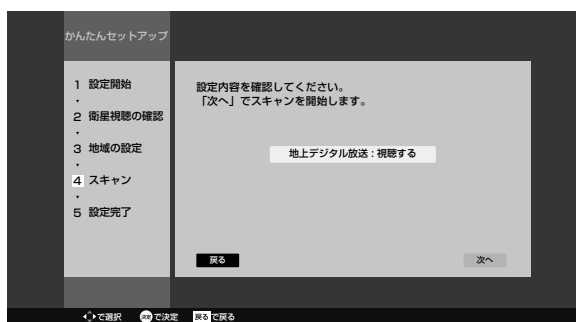 かんたんセットアップ
1 設定開始
2 衛星視聴の確認
3 地域の設定
4 スキャン
5 設定完了
設定内容を確認してください。
「次へ」でスキャンを開始します。
地上デジタル放送：視聴する
戻る
次へ
で選択 決定 で決定 戻る で戻る